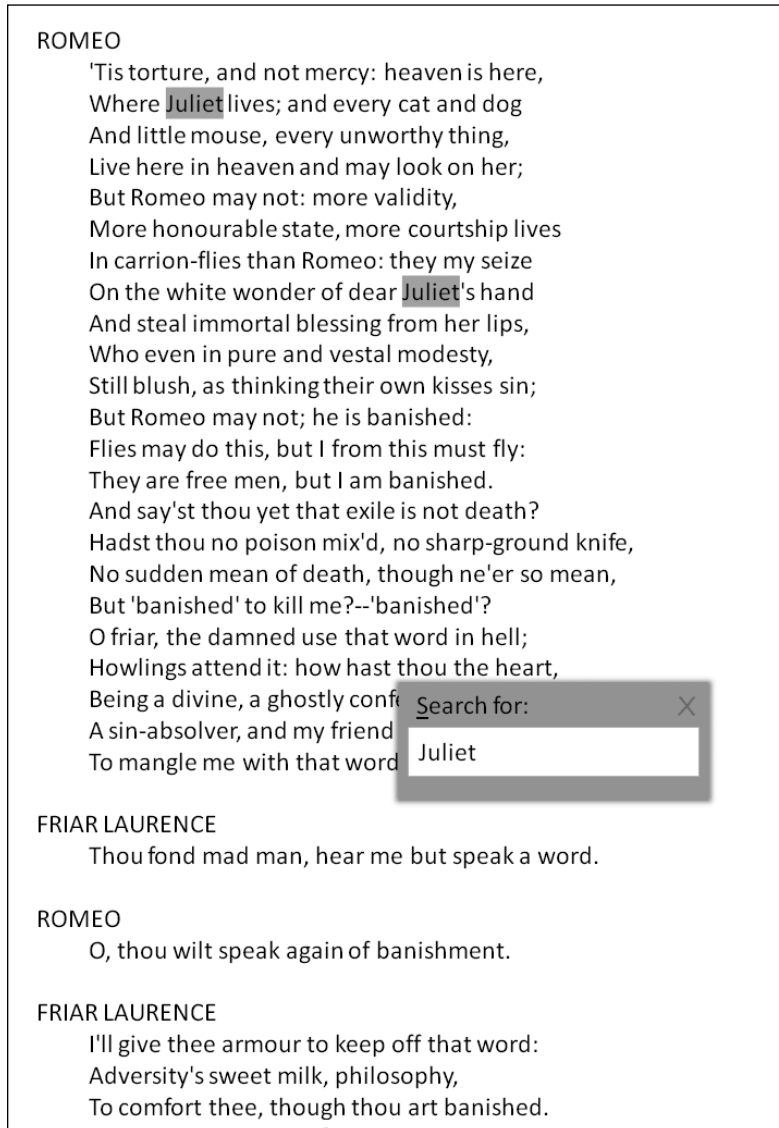 ROMEO
'Tis torture, and not mercy: heaven is here,
Where Juliet lives; and every cat and dog
And little mouse, every unworthy thing,
Live here in heaven and may look on her;
But Romeo may not: more validity,
More honourable state, more courtship lives
In carrion-flies than Romeo: they my seize
On the white wonder of dear Juliet's hand
And steal immortal blessing from her lips,
Who even in pure and vestal modesty,
Still blush, as thinking their own kisses sin;
But Romeo may not; he is banished:
Flies may do this, but I from this must fly:
They are free men, but I am banished.
And say'st thou yet that exile is not death?
Hadst thou no poison mix'd, no sharp-ground knife,
No sudden mean of death, though ne'er so mean,
But 'banished' to kill me?--'banished'?
O friar, the damned use that word in hell;
Howlings attend it: how hast thou the heart,
Being a divine, a ghostly
A sin-absolver, and my friend
To mangle me with that word
Search for: X
Juliet
FRIAR LAURENCE
Thou fond mad man, hear me but speak a word.
ROMEO
O, thou wilt speak again of banishment.
FRIAR LAURENCE
I'll give thee armour to keep off that word:
Adversity's sweet milk, philosophy,
To comfort thee, though thou art banished.